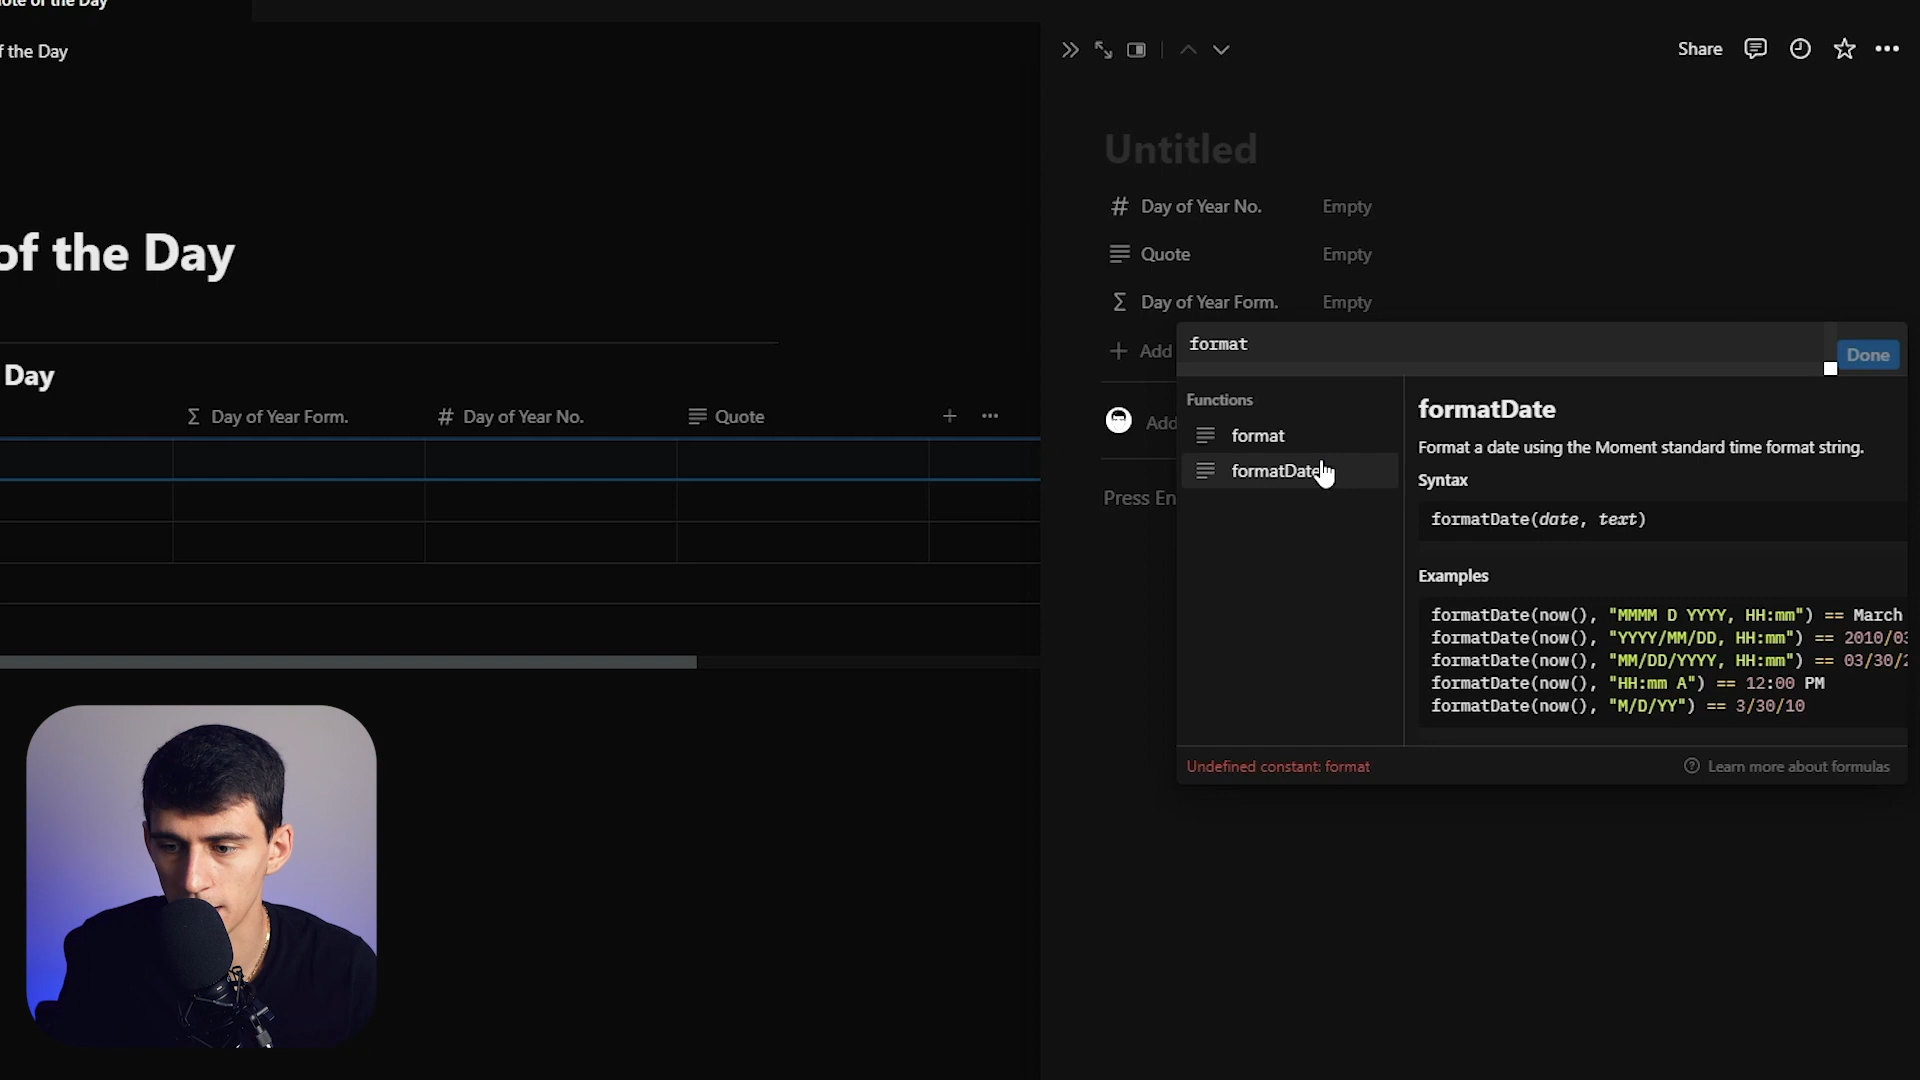 of the Day
f the Day
of the Day
Day
Σ Day of Year Form.
# Day of Year No.
Quote
+
Share
Untitled
# Day of Year No. Empty
Quote Empty
Σ Day of Year Form. Empty
+ Add
format
Done
Functions
format
formatDate
Add
Press En
formatDate
Format a date using the Moment standard time format string.
Syntax
formatDate(date, text)
Examples
formatDate(now(), "MMMM D YYYY, HH:mm") == March
formatDate(now(), "YYYY/MM/DD, HH:mm") == 2010/03
formatDate(now(), "MM/DD/YYYY, HH:mm") == 03/30/2
formatDate(now(), "HH:mm A") == 12:00 PM
formatDate(now(), "M/D/YY") == 3/30/10
Undefined constant: format
Learn more about formulas